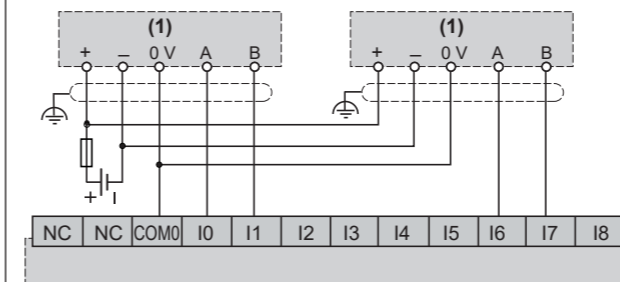 (1) (1)
+ – 0 V A B + – 0 V A B
+ I
NC NC COM0 I0 I1 I2 I3 I4 I5 I6 I7 I8